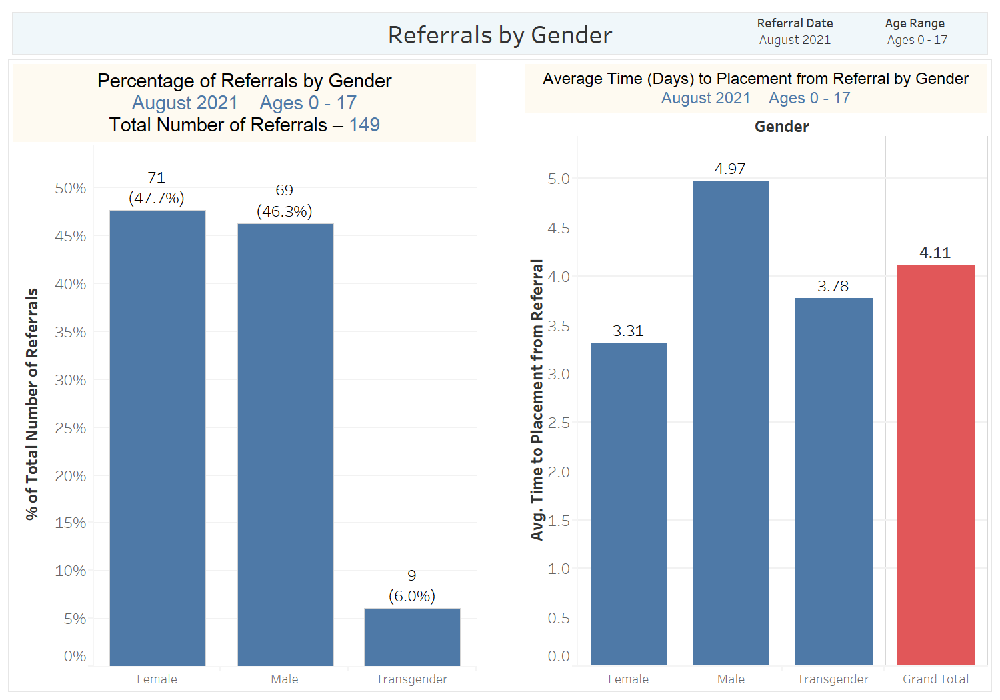 Referrals by Gender
Referral Date
August 2021
Age Range
Ages 0 - 17
Percentage of Referrals by Gender
August 2021 Ages 0 - 17
Total Number of Referrals – 149
% of Total Number of Referrals
50%
45%
40%
35%
30%
25%
20%
15%
10%
5%
0%
71
(47.7%)
69
(46.3%)
9
(6.0%)
Female
Male
Transgender
Average Time (Days) to Placement from Referral by Gender
August 2021 Ages 0 - 17
Gender
Avg. Time to Placement from Referral
5.0
4.5
4.0
3.5
3.0
2.5
2.0
1.5
1.0
0.5
0.0
3.31
4.97
3.78
4.11
Female
Male
Transgender
Grand Total